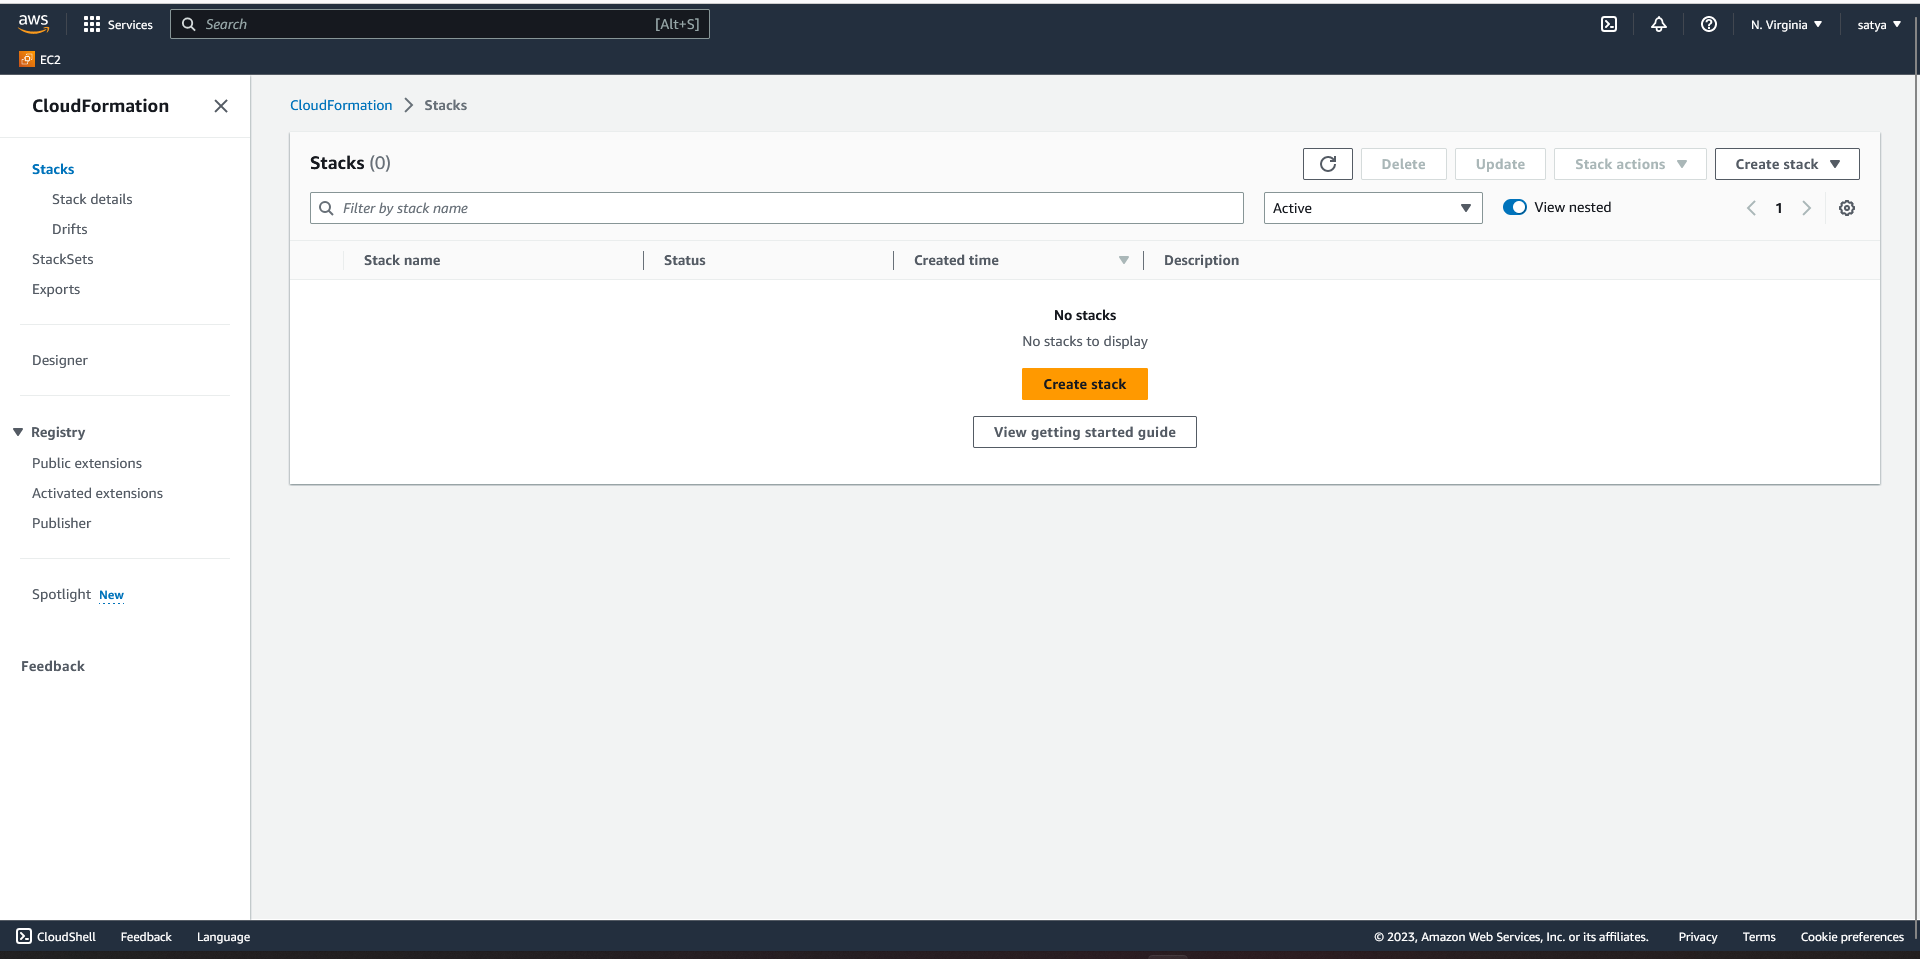 aws
Services
Search [Alt+S]
N. Virginia
satya
EC2
CloudFormation
Stacks
Stack details
Drifts
StackSets
Exports
Designer
Registry
Public extensions
Activated extensions
Publisher
Spotlight New
Feedback
CloudFormation Stacks
Stacks (0)
Delete
Update
Stack actions
Create stack
Filter by stack name
Active
View nested
1
Stack name
Status
Created time
Description
No stacks
No stacks to display
Create stack
View getting started guide
CloudShell
Feedback
Language
© 2023, Amazon Web Services, Inc. or its affiliates.
Privacy
Terms
Cookie preferences